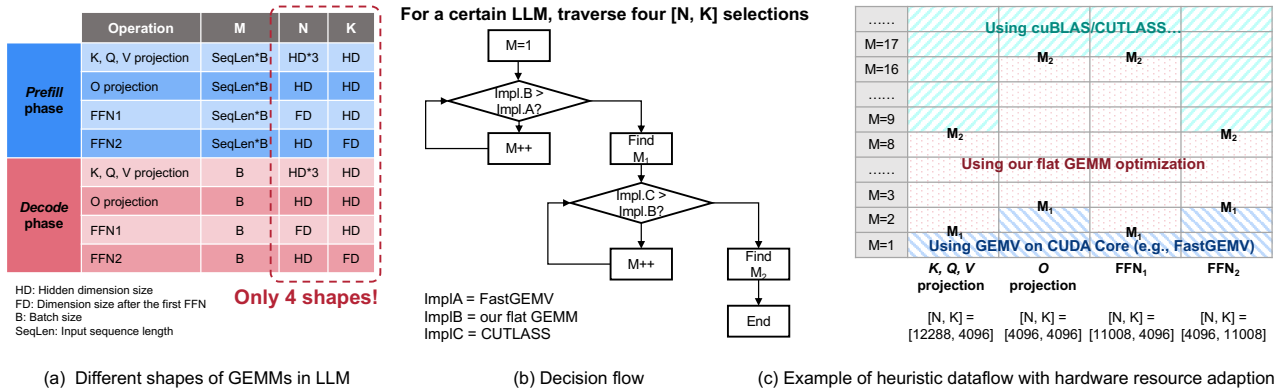 Operation M N K
Prefill phase
K, Q, V projection SeqLen*B HD*3 HD
O projection SeqLen*B HD HD
FFN1 SeqLen*B FD HD
FFN2 SeqLen*B HD FD
Decode phase
K, Q, V projection B HD*3 HD
O projection B HD HD
FFN1 B FD HD
FFN2 B HD FD
HD: Hidden dimension size
FD: Dimension size after the first FFN
B: Batch size
SeqLen: Input sequence length
Only 4 shapes!
(a) Different shapes of GEMMs in LLM
For a certain LLM, traverse four [N, K] selections
M=1
Impl.B >
Impl.A?
M++
Find
M1
Impl.C >
Impl.B?
M++
Find
M2
End
ImplA = FastGEMV
ImplB = our flat GEMM
ImplC = CUTLASS
(b) Decision flow
……
Using cuBLAS/CUTLASS…
M=17
M2 M2
M=16
……
M=9
M2 M2
M=8
……
Using our flat GEMM optimization
M=3
M1 M1
M=2
M1 M1
M=1
Using GEMV on CUDA Core (e.g., FastGEMV)
K, Q, V
projection
O
projection
FFN1
FFN2
[N, K] =
[12288, 4096]
[N, K] =
[4096, 4096]
[N, K] =
[11008, 4096]
[N, K] =
[4096, 11008]
(c) Example of heuristic dataflow with hardware resource adaption